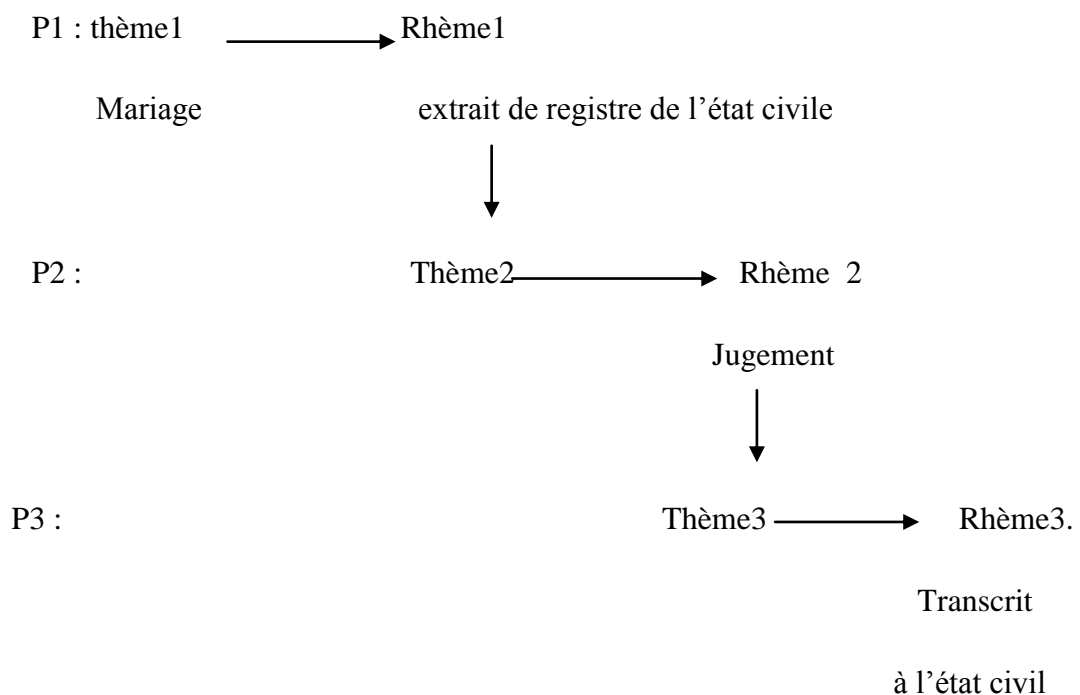 P1 : thème1 Rhème1
Mariage extrait de registre de l’état civile
P2 : Thème2 Rhème 2
Jugement
P3 : Thème3 Rhème3.
Transcrit
à l’état civil